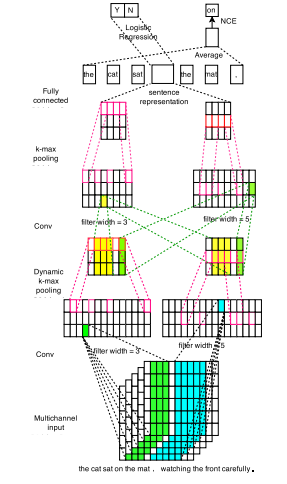 Y N
on
NCE
Logistic
Regression
Average
the cat sat the mat .
sentence
representation
Fully
connected
k-max
pooling
filter width = 3
filter width = 5
Conv
Dynamic
k-max
pooling
filter width = 3
filter width = 5
Conv
Multichannel
input
the cat sat on the mat . watching the front carefully .